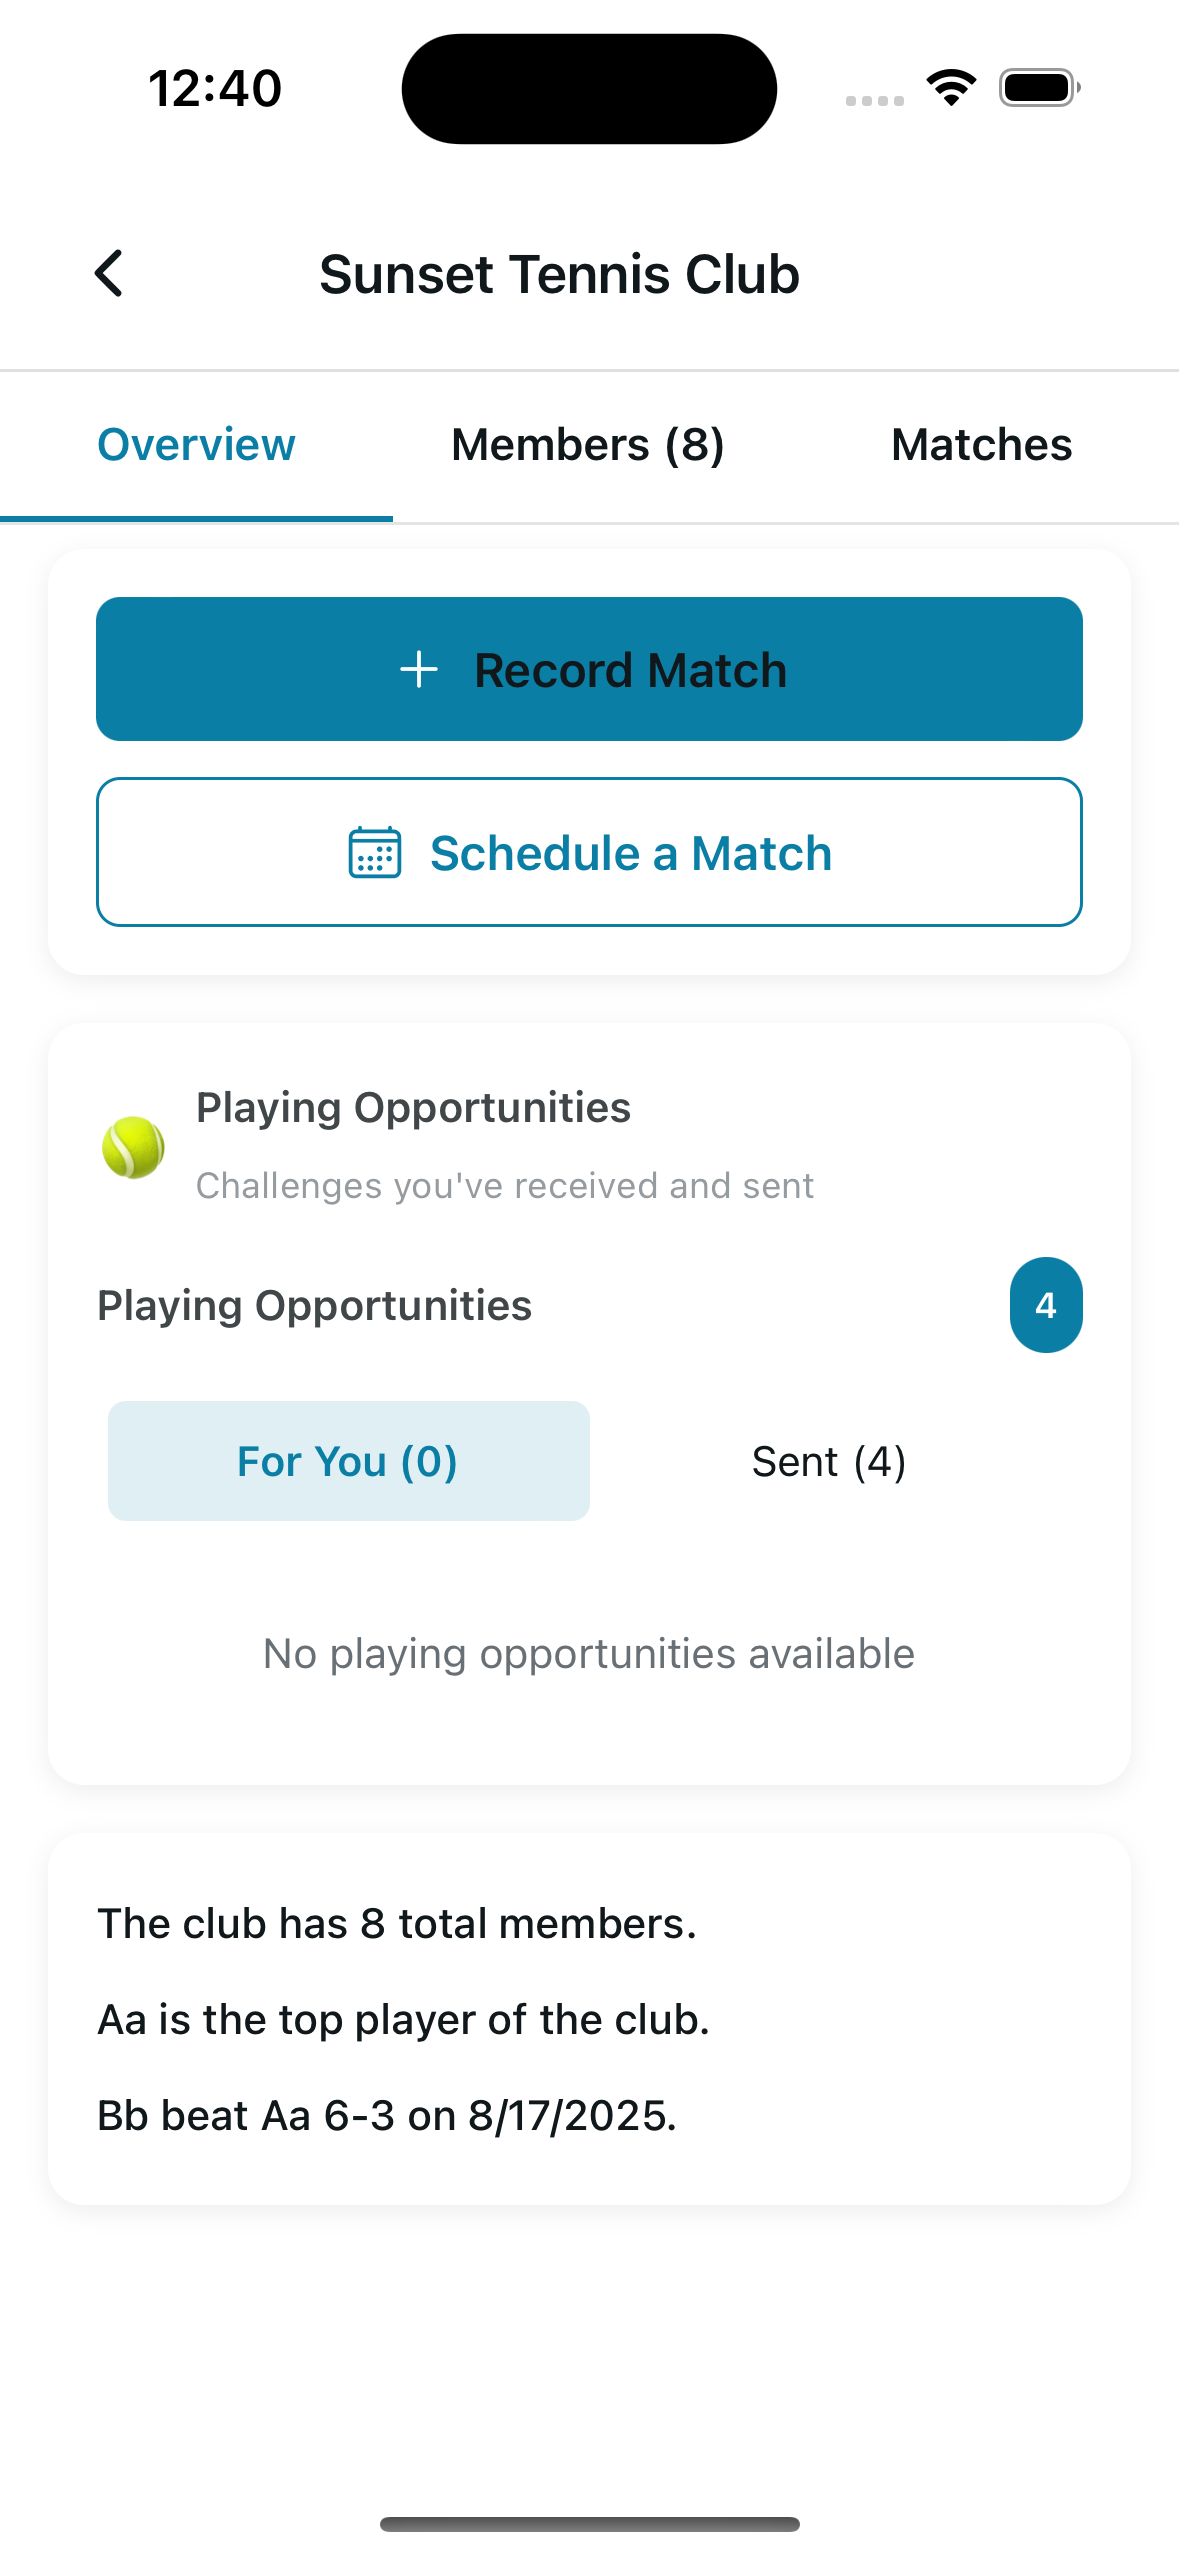 12:40
Sunset Tennis Club
Overview
Members (8)
Matches
Record Match
Schedule a Match
Playing Opportunities
Challenges you've received and sent
Playing Opportunities
4
For You (0)
Sent (4)
No playing opportunities available
The club has 8 total members.
Aa is the top player of the club.
Bb beat Aa 6-3 on 8/17/2025.